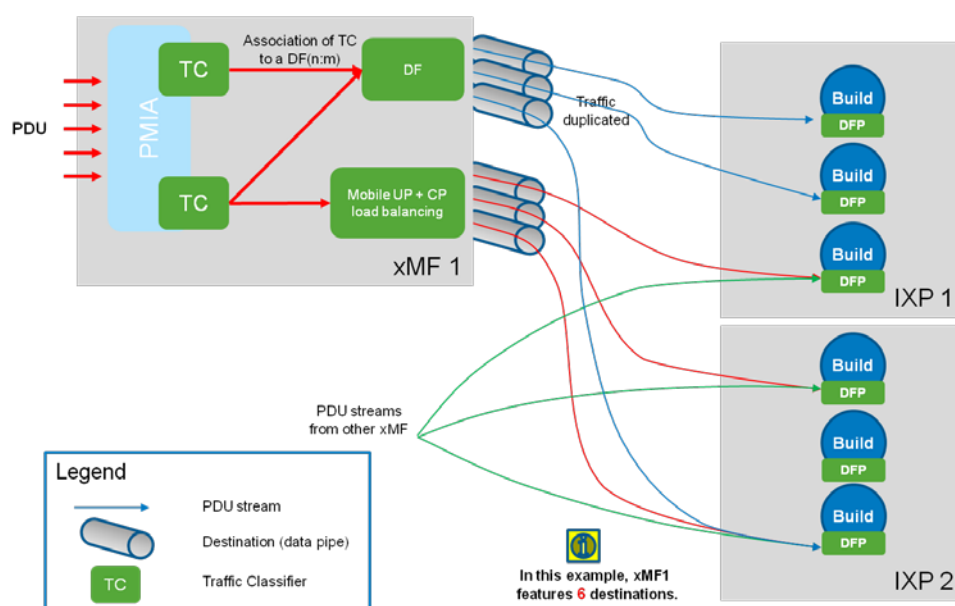 PDU
PMIA
TC
TC
Association of TC
to a DF(n:m)
DF
Mobile UP + CP
load balancing
xMF 1
Traffic
duplicated
Build
DFP
Build
DFP
Build
DFP
IXP 1
Build
DFP
Build
DFP
Build
DFP
IXP 2
PDU streams
from other xMF
Legend
PDU stream
Destination (data pipe)
TC
Traffic Classifier
In this example, xMF1
features 6 destinations.